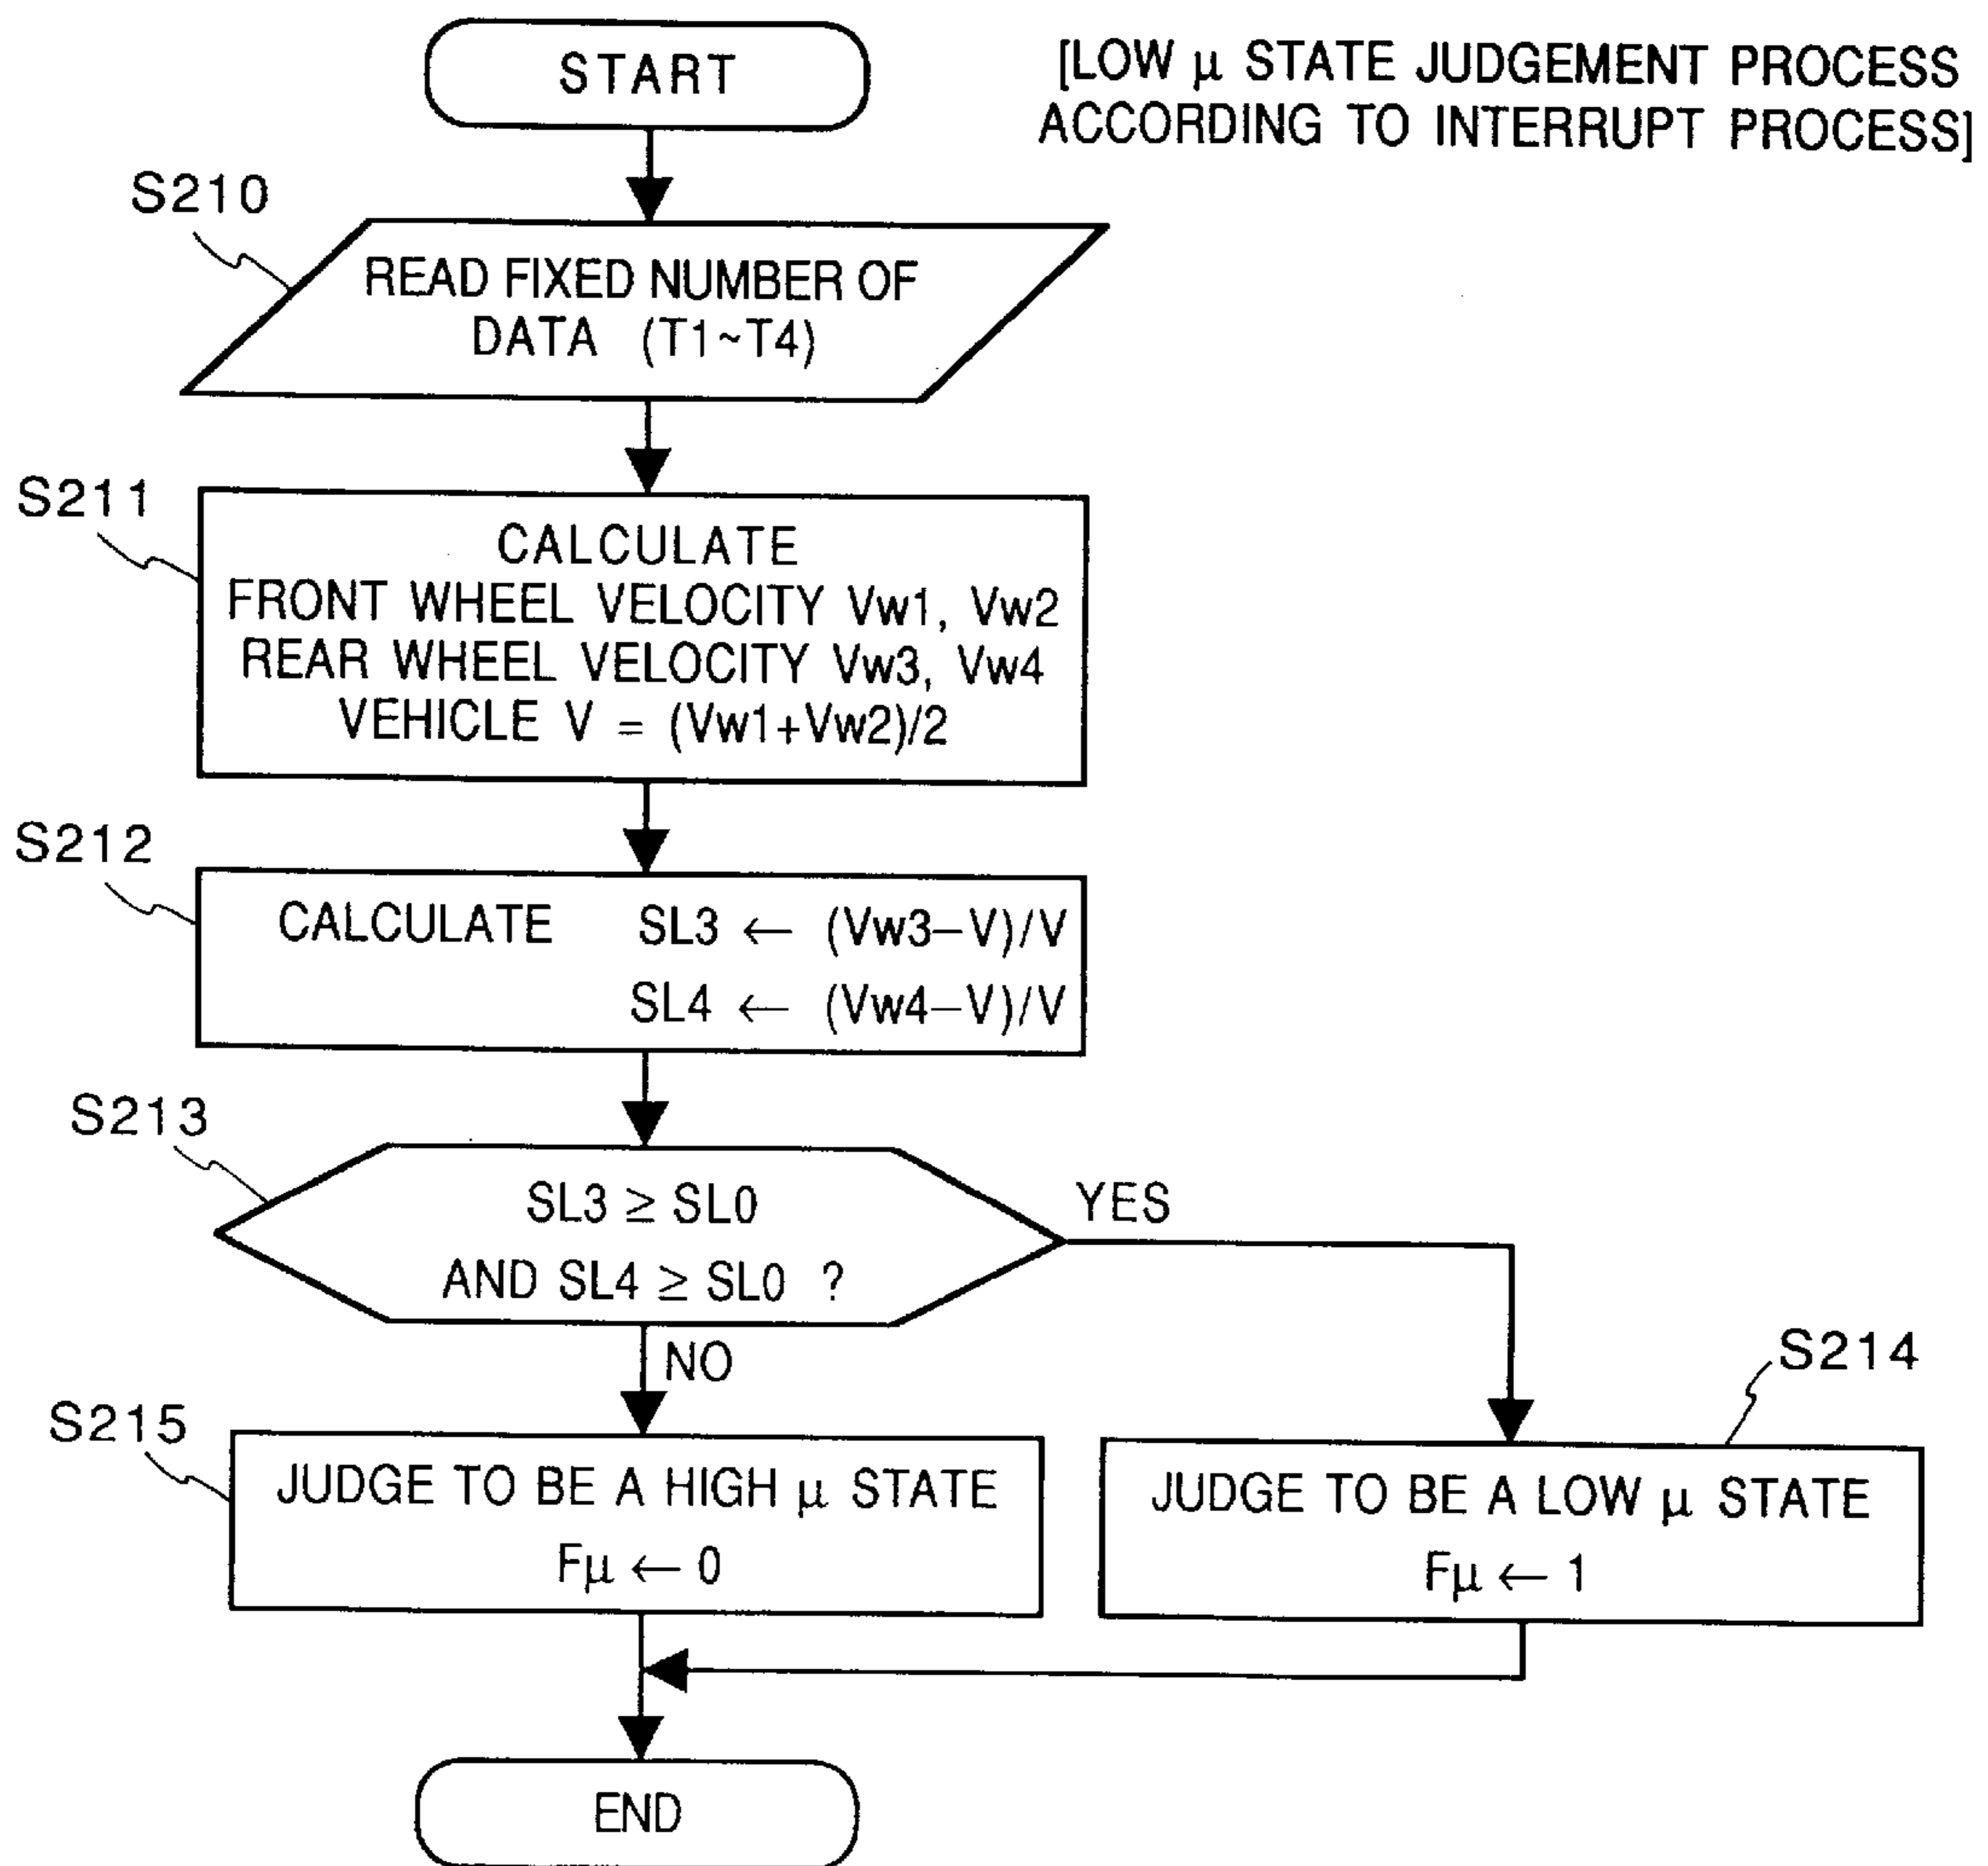 START
[LOW μ STATE JUDGEMENT PROCESS
ACCORDING TO INTERRUPT PROCESS]
S210
READ FIXED NUMBER OF
DATA (T1~T4)
S211
CALCULATE
FRONT WHEEL VELOCITY Vw1, Vw2
REAR WHEEL VELOCITY Vw3, Vw4
VEHICLE V = (Vw1+Vw2)/2
S212
CALCULATE SL3 ← (Vw3−V)/V
SL4 ← (Vw4−V)/V
S213
SL3 ≥ SL0
AND SL4 ≥ SL0 ?
YES
NO
S214
S215
JUDGE TO BE A HIGH μ STATE
Fμ ← 0
JUDGE TO BE A LOW μ STATE
Fμ ← 1
END